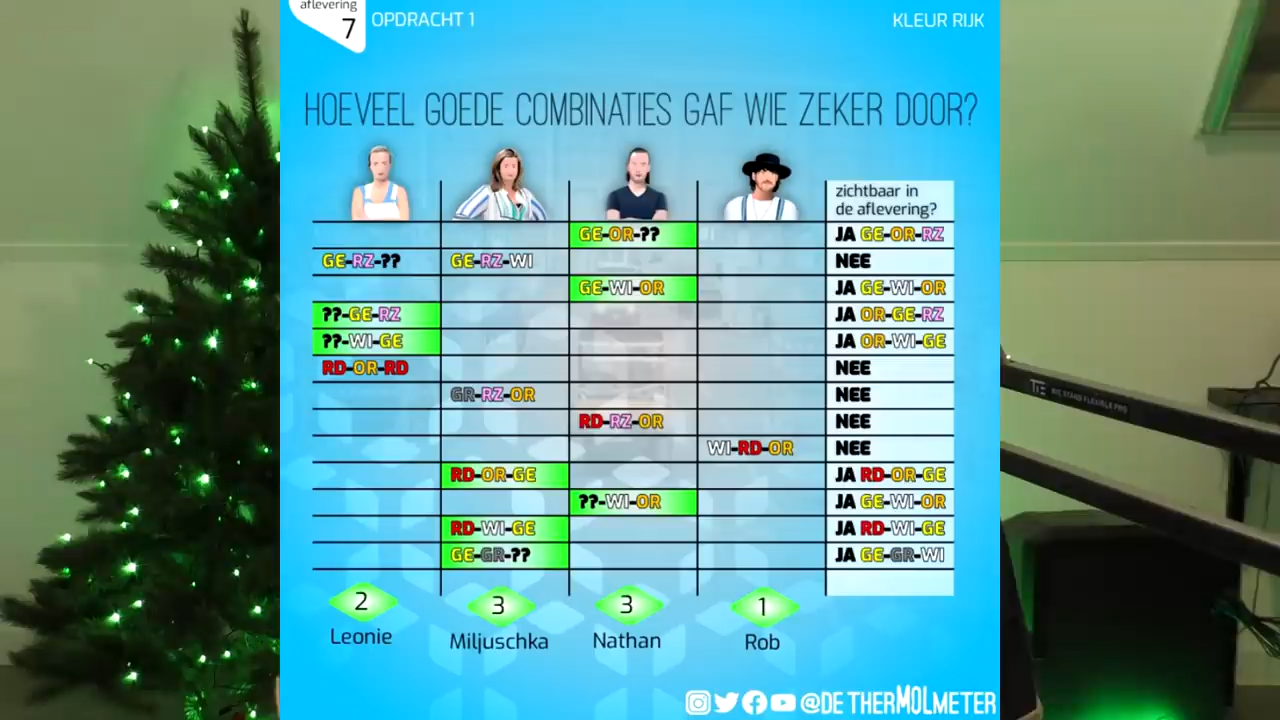 aflevering
7
OPDRACHT 1
KLEUR RIJK
HOEVEEL GOEDE COMBINATIES GAF WIE ZEKER DOOR?
zichtbaar in
de aflevering?
GE-OR-?? JA GE-OR-RZ
GE-RZ-?? GE-RZ-WI NEE
GE-WI-OR JA GE-WI-OR
??-GE-RZ JA OR-GE-RZ
??-WI-GE JA OR-WI-GE
RD-OR-RD NEE
GR-RZ-OR NEE
RD-RZ-OR NEE
WI-RD-OR NEE
RD-OR-GE JA RD-OR-GE
??-WI-OR JA GE-WI-OR
RD-WI-GE JA RD-WI-GE
GE-GR-?? JA GE-GR-WI
2 3 3 1
Leonie Miljuschka Nathan Rob
@DETHERMOLMETER